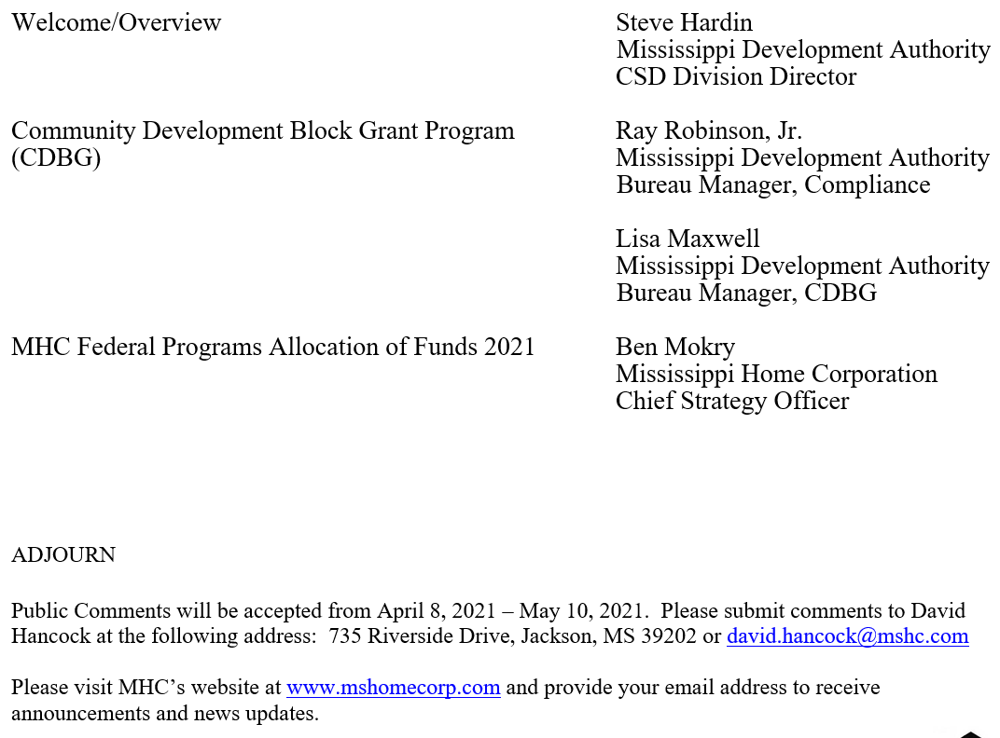 Welcome/Overview
Steve Hardin
Mississippi Development Authority
CSD Division Director
Community Development Block Grant Program
(CDBG)
Ray Robinson, Jr.
Mississippi Development Authority
Bureau Manager, Compliance
Lisa Maxwell
Mississippi Development Authority
Bureau Manager, CDBG
MHC Federal Programs Allocation of Funds 2021
Ben Mokry
Mississippi Home Corporation
Chief Strategy Officer
ADJOURN
Public Comments will be accepted from April 8, 2021 – May 10, 2021.  Please submit comments to David
Hancock at the following address:  735 Riverside Drive, Jackson, MS 39202 or david.hancock@mshc.com
Please visit MHC’s website at www.mshomecorp.com and provide your email address to receive
announcements and news updates.